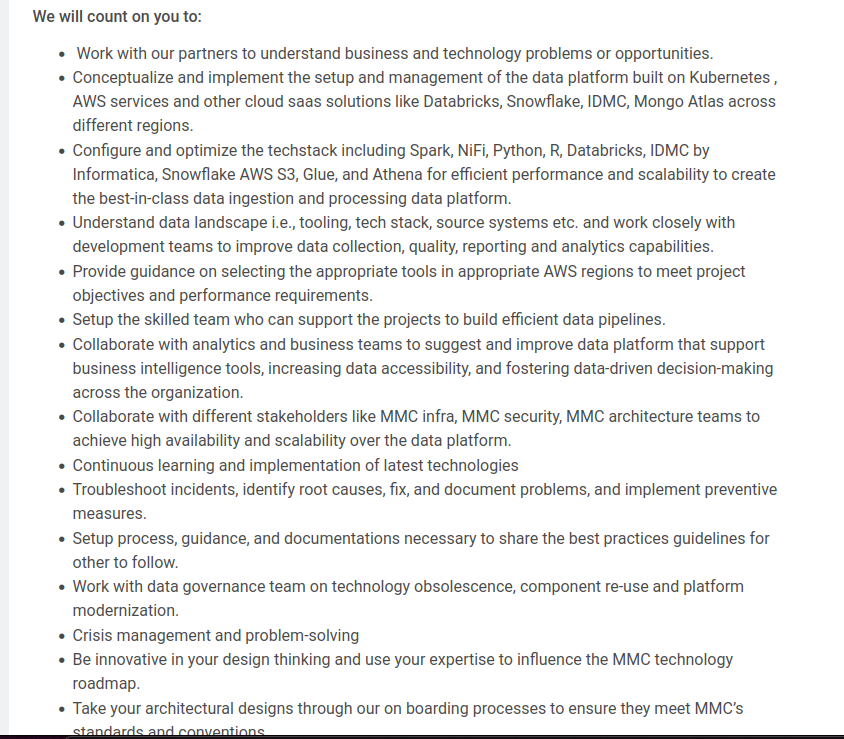 We will count on you to:
Work with our partners to understand business and technology problems or opportunities.
Conceptualize and implement the setup and management of the data platform built on Kubernetes ,
AWS services and other cloud saas solutions like Databricks, Snowflake, IDMC, Mongo Atlas across
different regions.
Configure and optimize the techstack including Spark, NiFi, Python, R, Databricks, IDMC by
Informatica, Snowflake AWS S3, Glue, and Athena for efficient performance and scalability to create
the best-in-class data ingestion and processing data platform.
Understand data landscape i.e., tooling, tech stack, source systems etc. and work closely with
development teams to improve data collection, quality, reporting and analytics capabilities.
Provide guidance on selecting the appropriate tools in appropriate AWS regions to meet project
objectives and performance requirements.
Setup the skilled team who can support the projects to build efficient data pipelines.
Collaborate with analytics and business teams to suggest and improve data platform that support
business intelligence tools, increasing data accessibility, and fostering data-driven decision-making
across the organization.
Collaborate with different stakeholders like MMC infra, MMC security, MMC architecture teams to
achieve high availability and scalability over the data platform.
Continuous learning and implementation of latest technologies
Troubleshoot incidents, identify root causes, fix, and document problems, and implement preventive
measures.
Setup process, guidance, and documentations necessary to share the best practices guidelines for
other to follow.
Work with data governance team on technology obsolescence, component re-use and platform
modernization.
Crisis management and problem-solving
Be innovative in your design thinking and use your expertise to influence the MMC technology
roadmap.
Take your architectural designs through our on boarding processes to ensure they meet MMC’s
standards and conventions